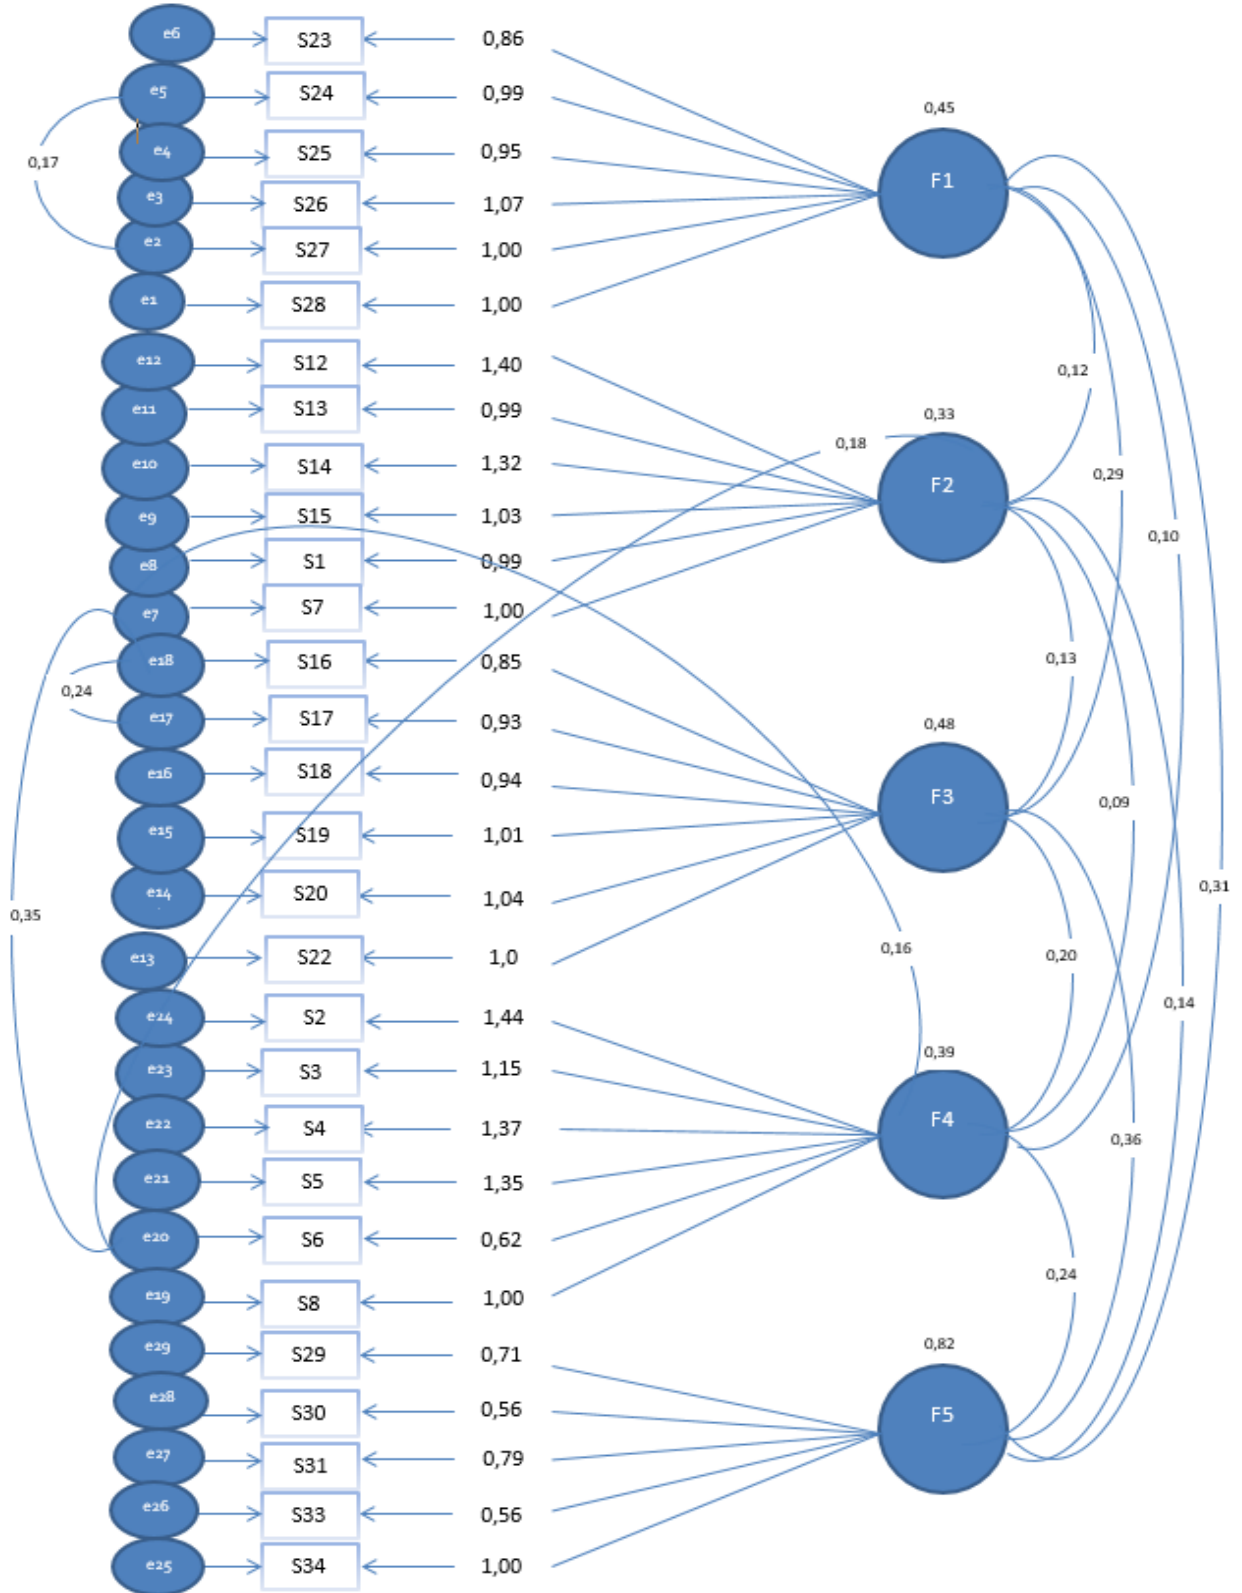 e6 S23 0,86
e5 S24 0,99
0,45
e4 S25 0,95
0,17
F1
e3 S26 1,07
e2 S27 1,00
e1 S28 1,00
e12 S12 1,40
0,12
e11 S13 0,99
0,33
0,18
e10 S14 1,32
0,29
F2
e9 S15 1,03
0,10
e8 S1 0,99
e7 S7 1,00
e18 S16 0,85
0,13
0,24
e17 S17 0,93
0,48
e16 S18 0,94
F3
0,09
e15 S19 1,01
0,31
e14 S20 1,04
0,35
0,16
0,20
e13 S22 1,0
0,14
e24 S2 1,44
0,39
e23 S3 1,15
F4
e22 S4 1,37
0,36
e21 S5 1,35
e20 S6 0,62
0,24
e19 S8 1,00
0,82
e29 S29 0,71
e28 S30 0,56
F5
e27 S31 0,79
e26 S33 0,56
e25 S34 1,00